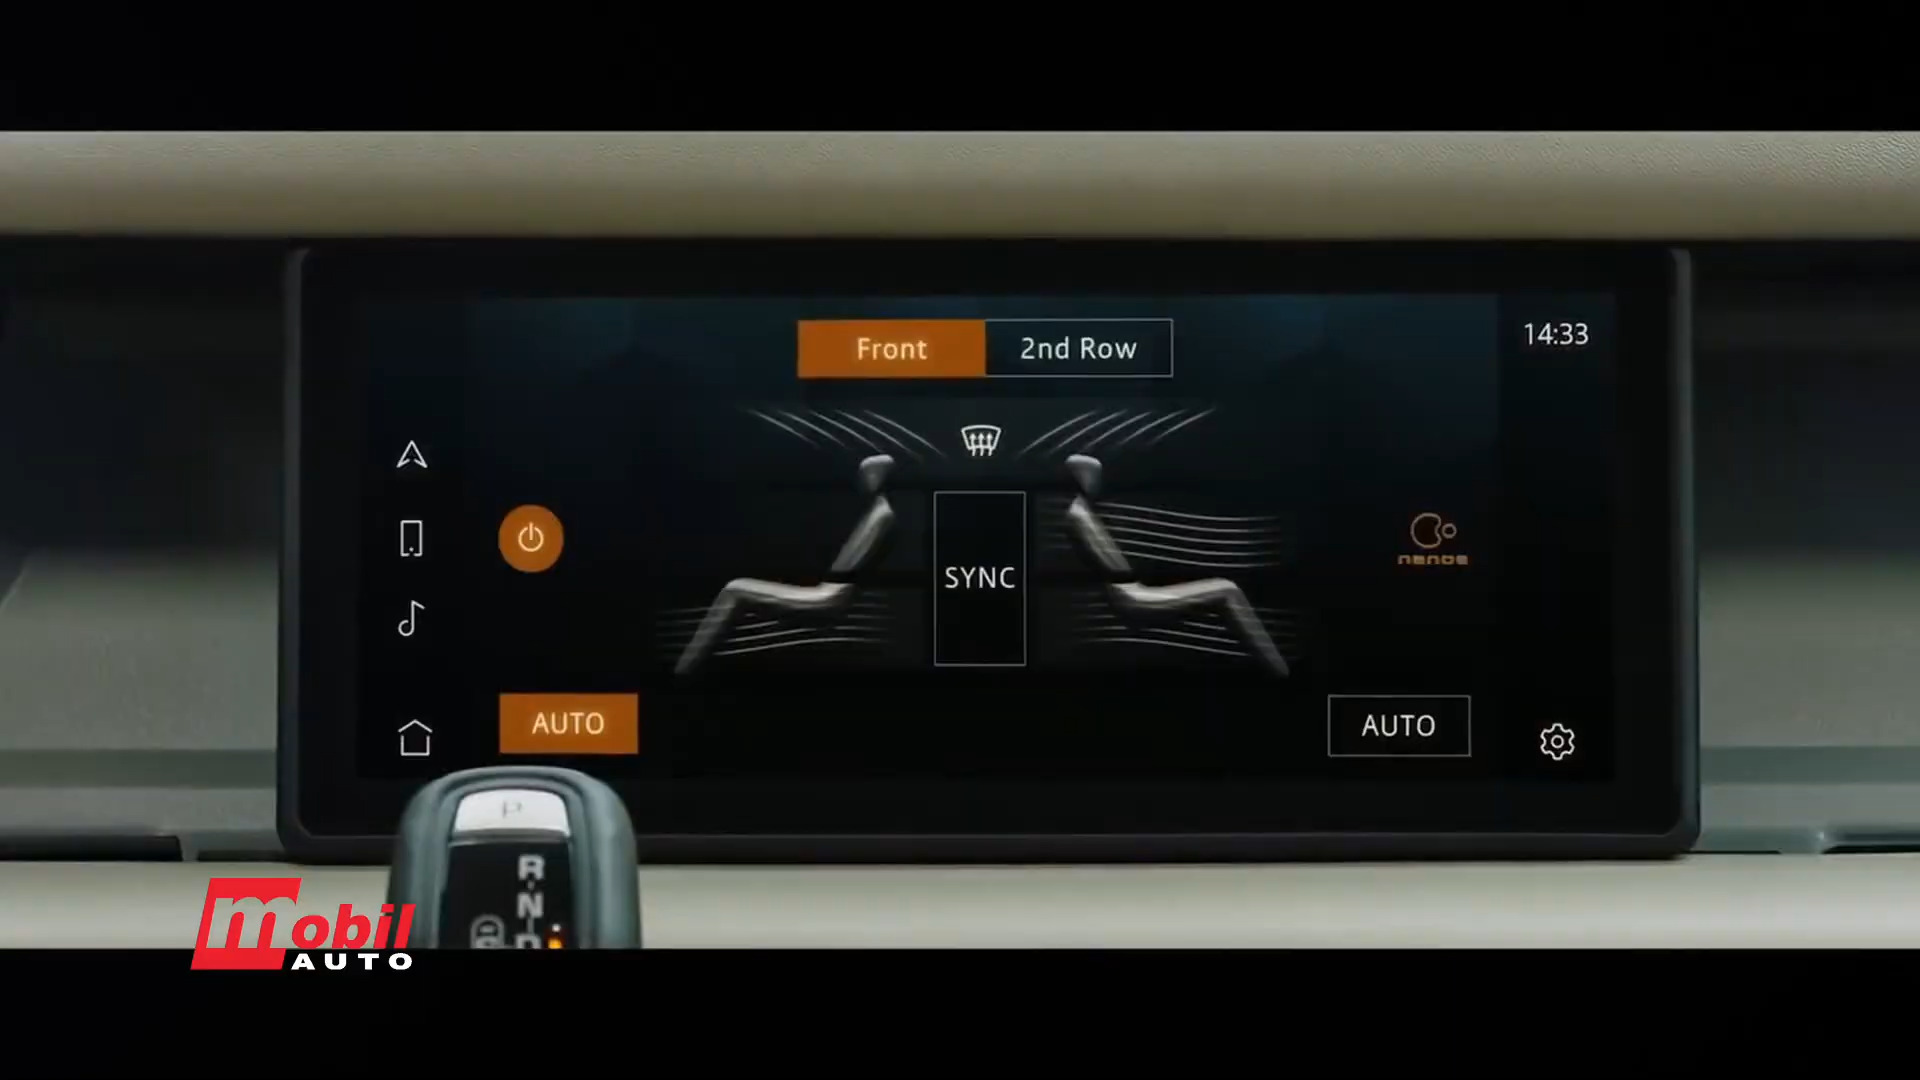 Front
2nd Row
14:33
SYNC
nanoe
AUTO
AUTO
P
R
N
D
mobil
AUTO